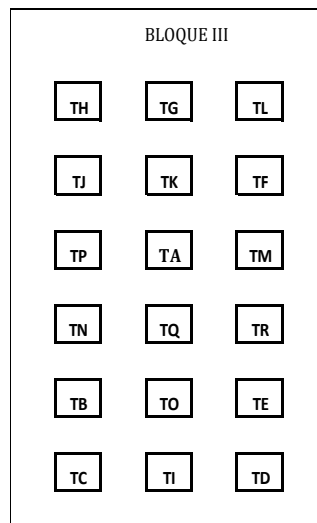 BLOQUE III
TH TG TL
TJ TK TF
TP TA TM
TN TQ TR
TB TO TE
TC TI TD